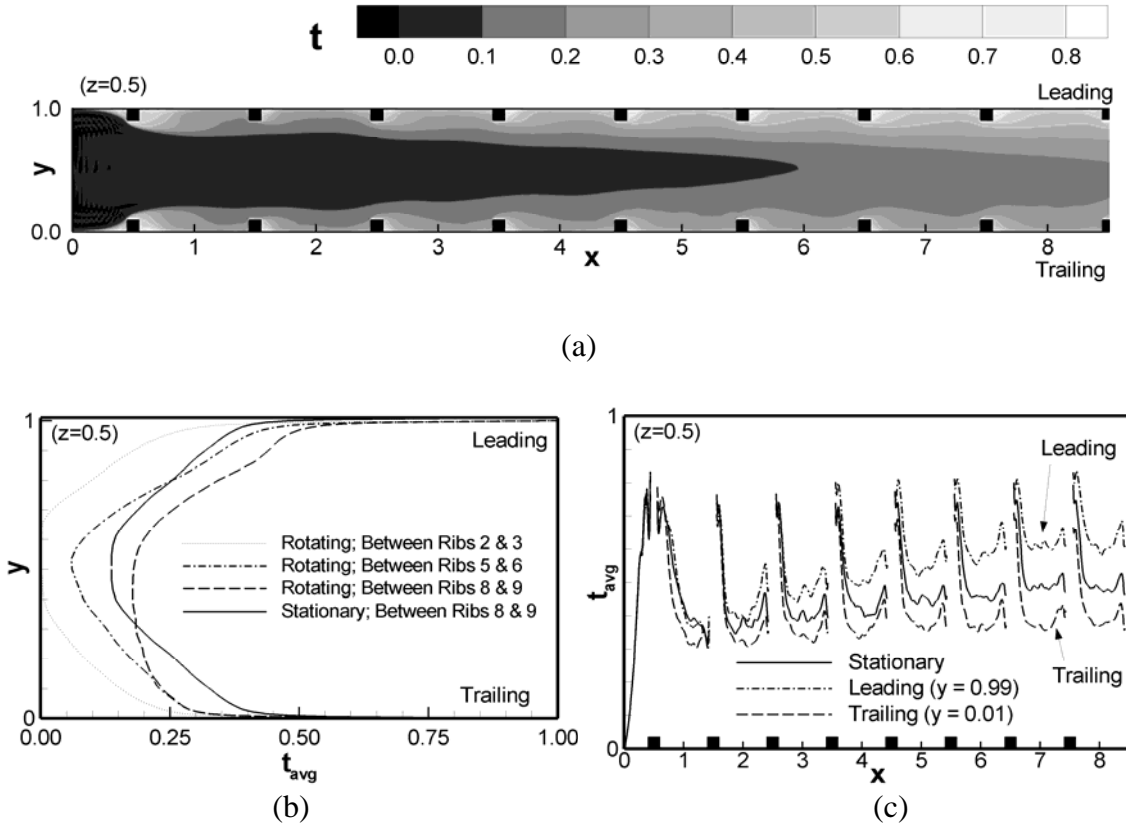 t
0.0 0.1 0.2 0.3 0.4 0.5 0.6 0.7 0.8
(z=0.5)
Leading
1.0
y
0.0
0 1 2 3 4 5 6 7 8
x
Trailing
(a)
1
(z=0.5)
Leading
Rotating; Between Ribs 2 & 3
Rotating; Between Ribs 5 & 6
Rotating; Between Ribs 8 & 9
Stationary; Between Ribs 8 & 9
y
Trailing
0
0.00 0.25 0.50 0.75 1.00
tavg
(b)
1
(z=0.5)
Leading
tavg
Trailing
Stationary
Leading (y = 0.99)
Trailing (y = 0.01)
0
0 1 2 3 4 5 6 7 8
x
(c)